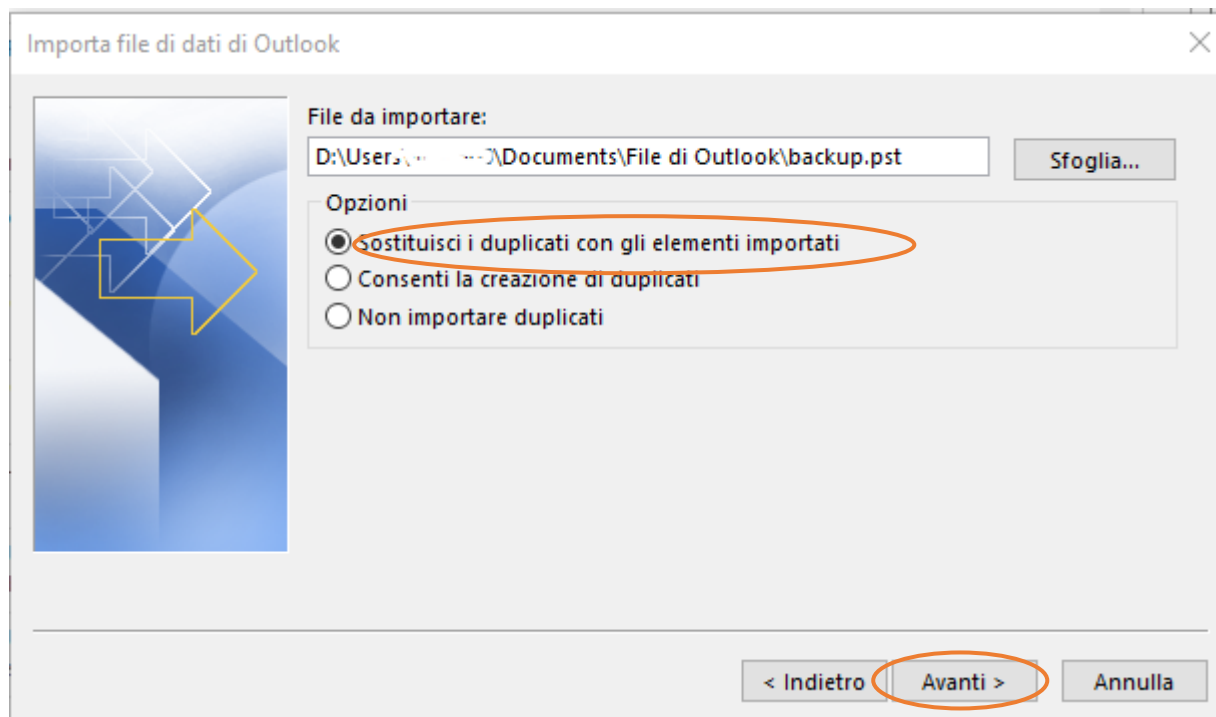 Importa file di dati di Outlook
File da importare:
D:\Users\ \Documents\File di Outlook\backup.pst
Sfoglia...
Opzioni
Sostituisci i duplicati con gli elementi importati
Consenti la creazione di duplicati
Non importare duplicati
< Indietro
Avanti >
Annulla